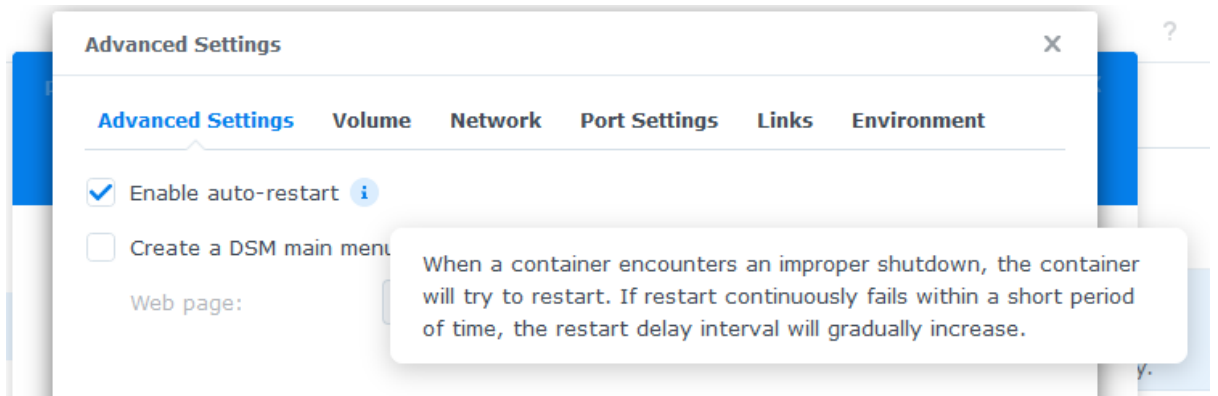 ?
Advanced Settings
Advanced Settings Volume Network Port Settings Links Environment
Enable auto-restart i
Create a DSM main menu
When a container encounters an improper shutdown, the container
will try to restart. If restart continuously fails within a short period
of time, the restart delay interval will gradually increase.
Web page:
y.